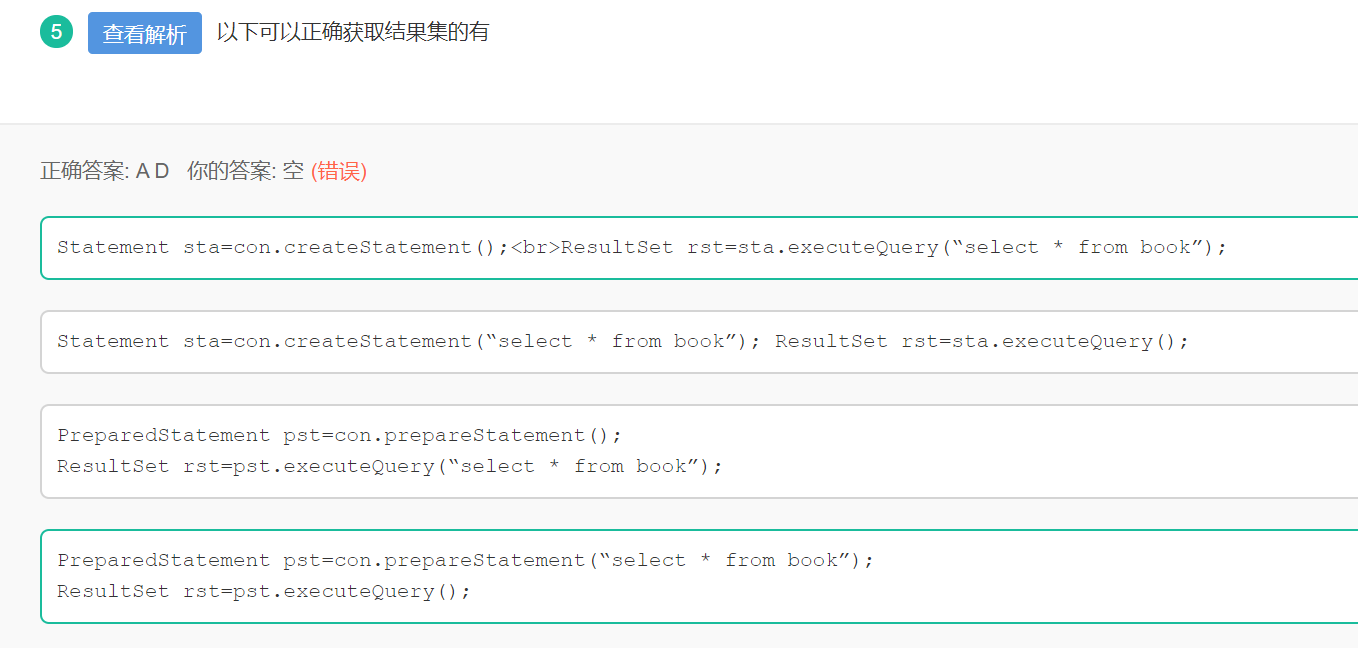 5 查看解析 以下可以正确获取结果集的有
正确答案: A D 你的答案: 空 (错误)
Statement sta=con.createStatement();<br>ResultSet rst=sta.executeQuery(“select * from book”);
Statement sta=con.createStatement(“select * from book”); ResultSet rst=sta.executeQuery();
PreparedStatement pst=con.prepareStatement();
ResultSet rst=pst.executeQuery(“select * from book”);
PreparedStatement pst=con.prepareStatement(“select * from book”);
ResultSet rst=pst.executeQuery();